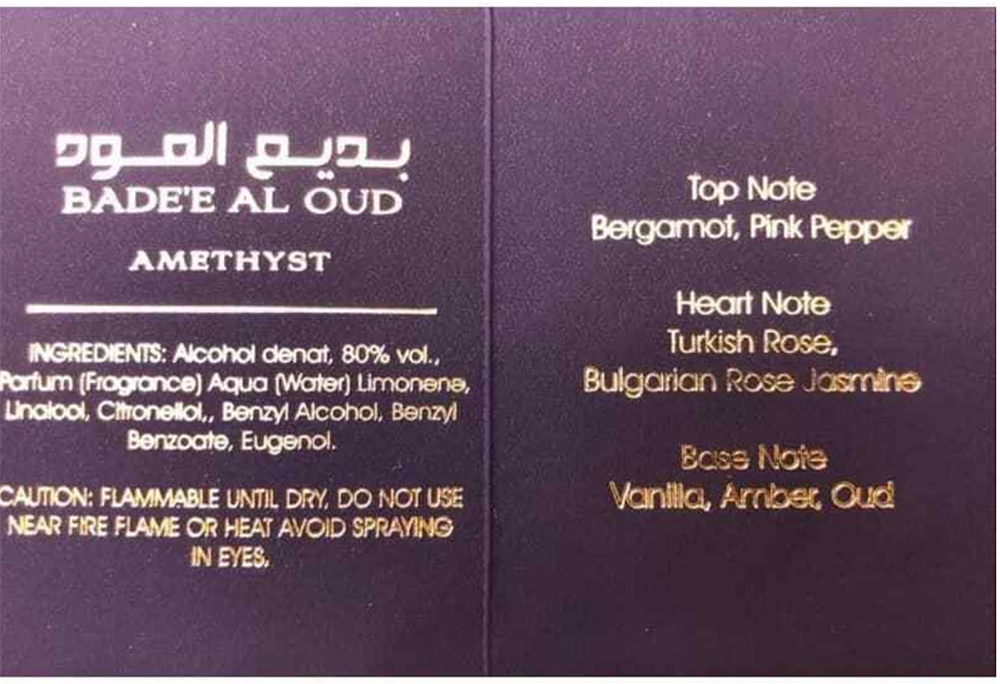 بديع العود
BADE'E AL OUD
AMETHYST
INGREDIENTS: Alcohol denat, 80% vol.,
Parfum (Fragrance) Aqua (Water) Limonene,
Linalool, Citronellol,, Benzyl Alcohol, Benzyl
Benzoate, Eugenol.
CAUTION: FLAMMABLE UNTIL DRY, DO NOT USE
NEAR FIRE FLAME OR HEAT AVOID SPRAYING
IN EYES.
Top Note
Bergamot, Pink Pepper
Heart Note
Turkish Rose,
Bulgarian Rose Jasmine
Base Note
Vanilla, Amber, Oud